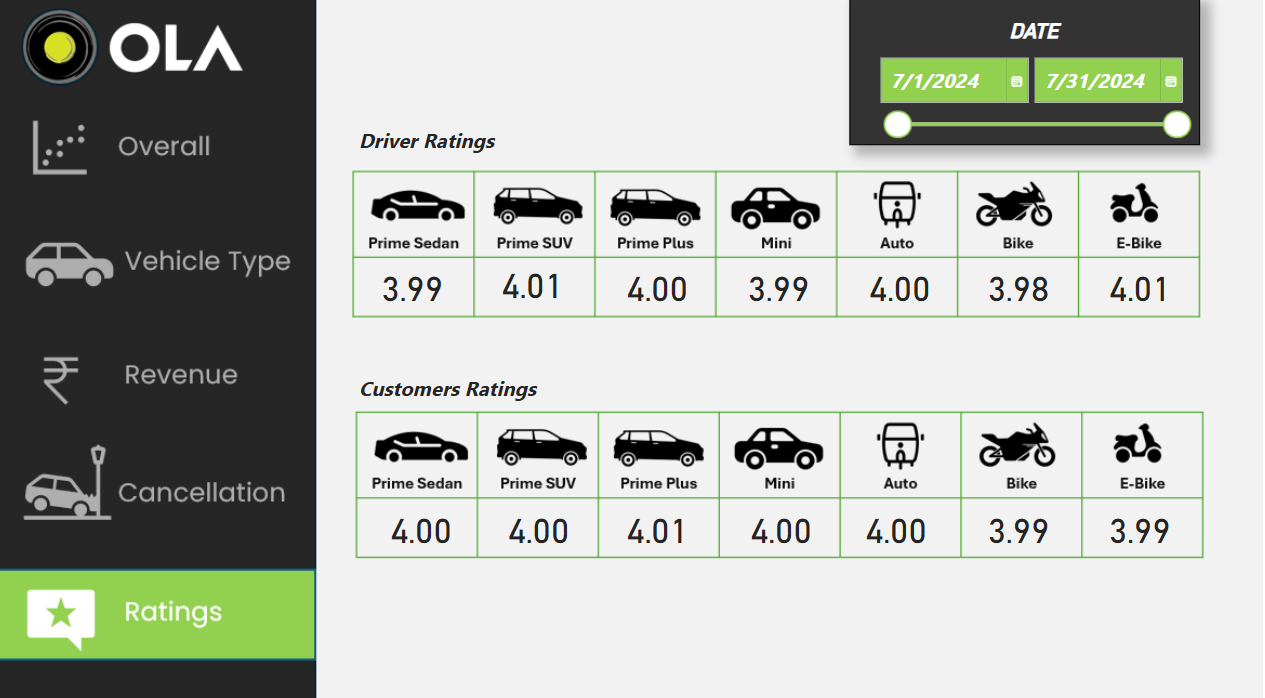 OLA
DATE
7/1/2024 7/31/2024
Overall
Vehicle Type
Revenue
Cancellation
Ratings
Driver Ratings
Prime Sedan Prime SUV Prime Plus Mini Auto Bike E-Bike
3.99 4.01 4.00 3.99 4.00 3.98 4.01
Customers Ratings
Prime Sedan Prime SUV Prime Plus Mini Auto Bike E-Bike
4.00 4.00 4.01 4.00 4.00 3.99 3.99